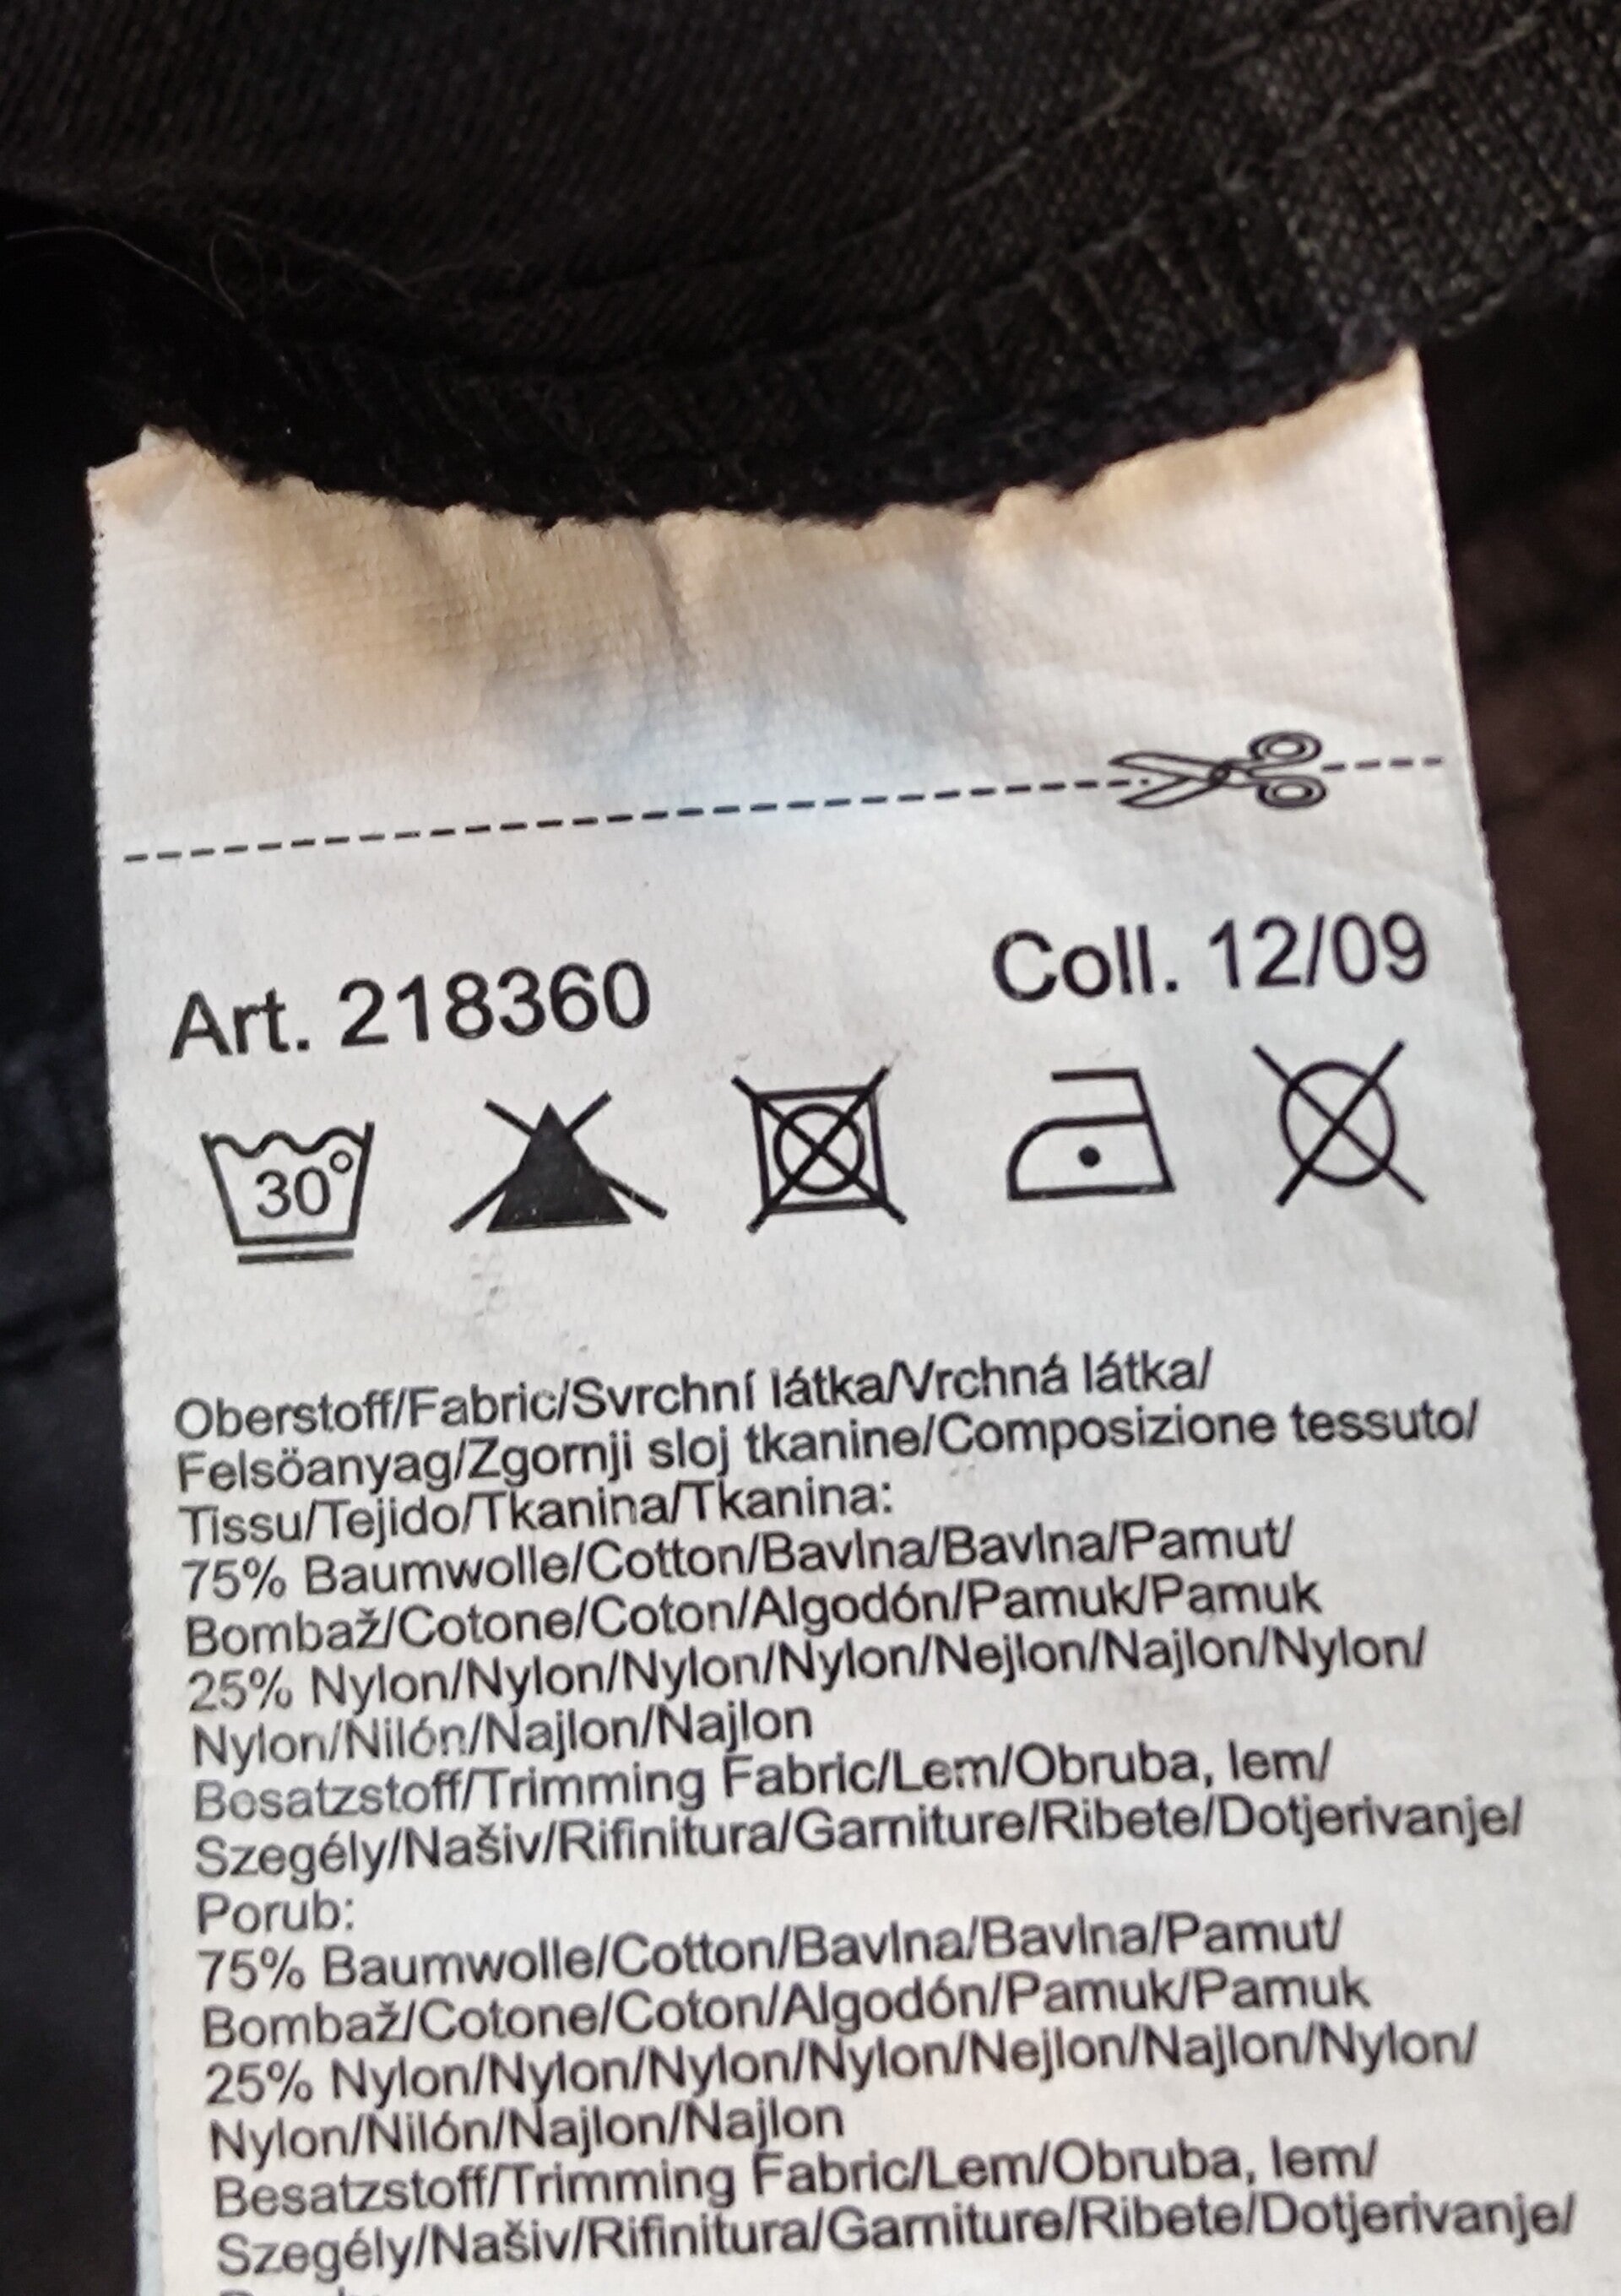 Art. 218360
Coll. 12/09
30°
Oberstoff/Fabric/Svrchní látka/Vrchná látka/
Felsöanyag/Zgornji sloj tkanine/Composizione tessuto/
Tissu/Tejido/Tkanina/Tkanina:
75% Baumwolle/Cotton/Bavlna/Bavlna/Pamut/
Bombaž/Cotone/Coton/Algodón/Pamuk/Pamuk
25% Nylon/Nylon/Nylon/Nylon/Nejlon/Najlon/Nylon/
Nylon/Nilón/Najlon/Najlon
Besatzstoff/Trimming Fabric/Lem/Obruba, lem/
Szegély/Našiv/Rifinitura/Garniture/Ribete/Dotjerivanje/
Porub:
75% Baumwolle/Cotton/Bavlna/Bavlna/Pamut/
Bombaž/Cotone/Coton/Algodón/Pamuk/Pamuk
25% Nylon/Nylon/Nylon/Nylon/Nejlon/Najlon/Nylon/
Nylon/Nilón/Najlon/Najlon
Besatzstoff/Trimming Fabric/Lem/Obruba, lem/
Szegély/Našiv/Rifinitura/Garniture/Ribete/Dotjerivanje/